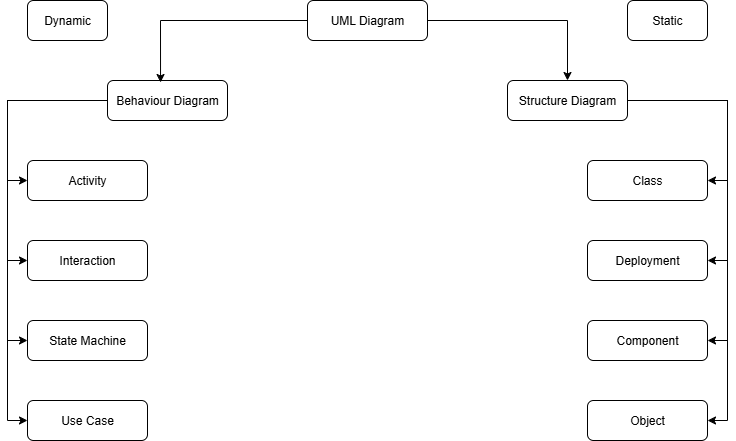 Dynamic
UML Diagram
Static
Behaviour Diagram
Structure Diagram
Activity
Class
Interaction
Deployment
State Machine
Component
Use Case
Object